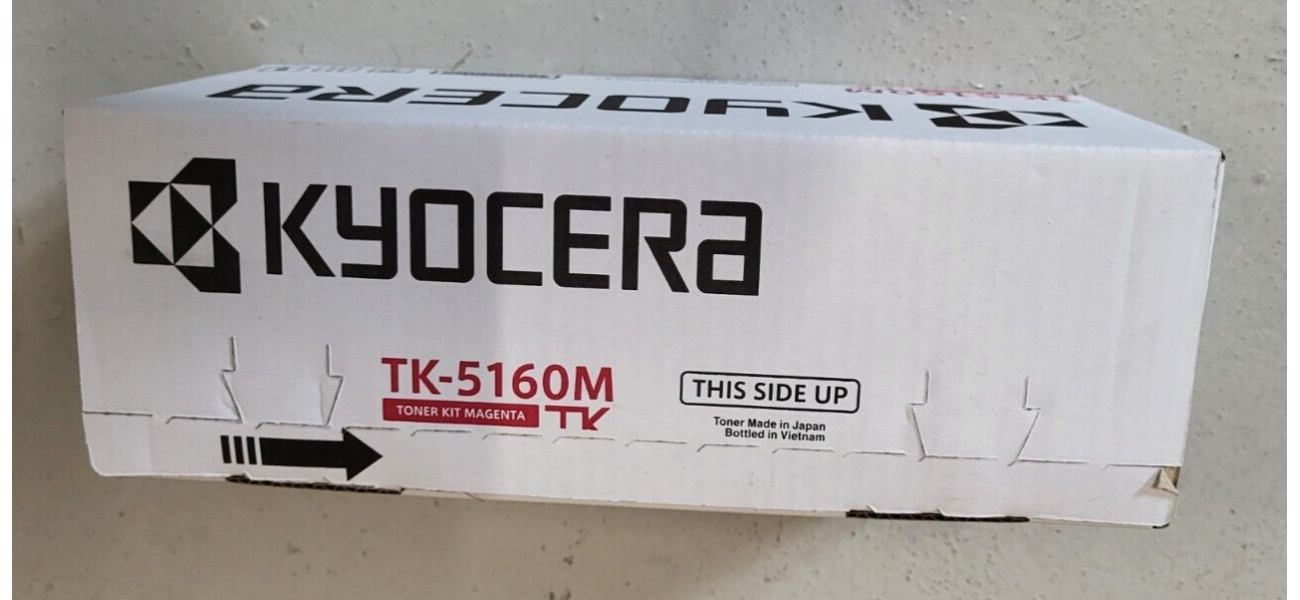 KYOCERA
KYOCERA
TK-5160M
TONER KIT MAGENTA
TK
THIS SIDE UP
Toner Made in Japan
Bottled in Vietnam